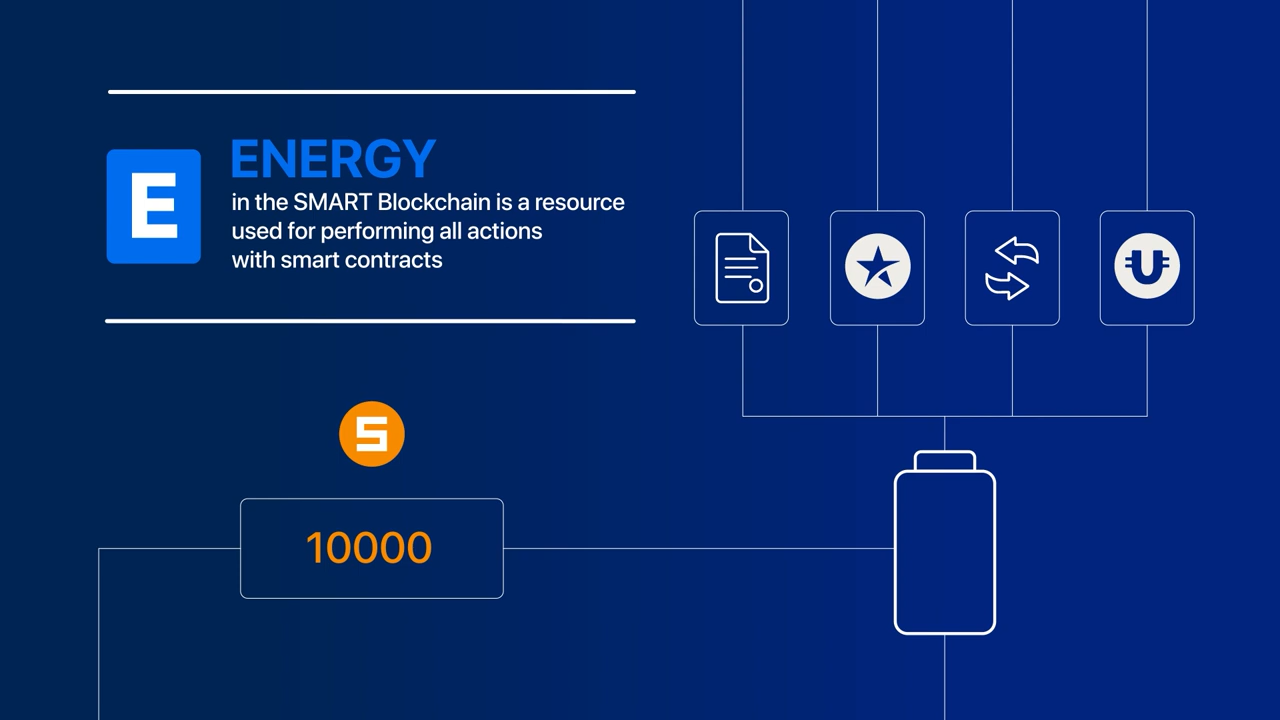 E
ENERGY
in the SMART Blockchain is a resource
used for performing all actions
with smart contracts
S
10000